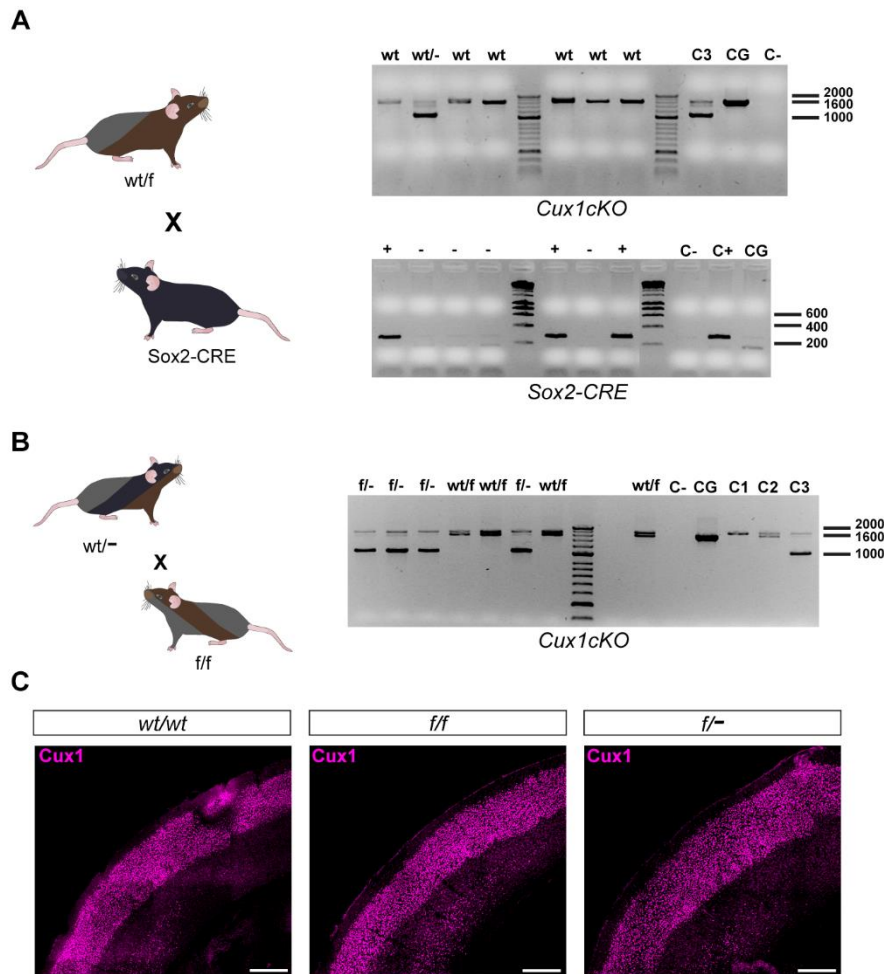 A
wt wt/- wt wt wt wt wt C3 CG C-
2000
1600
1000
wt/f
Cux1cKO
X
+ - - - + - + C- C+ CG
600
400
200
Sox2-CRE
Sox2-CRE
B
f/- f/- f/- wt/f wt/f f/- wt/f wt/f C- CG C1 C2 C3
2000
1600
1000
wt/-
X
f/f
Cux1cKO
C
wt/wt f/f f/-
Cux1 Cux1 Cux1